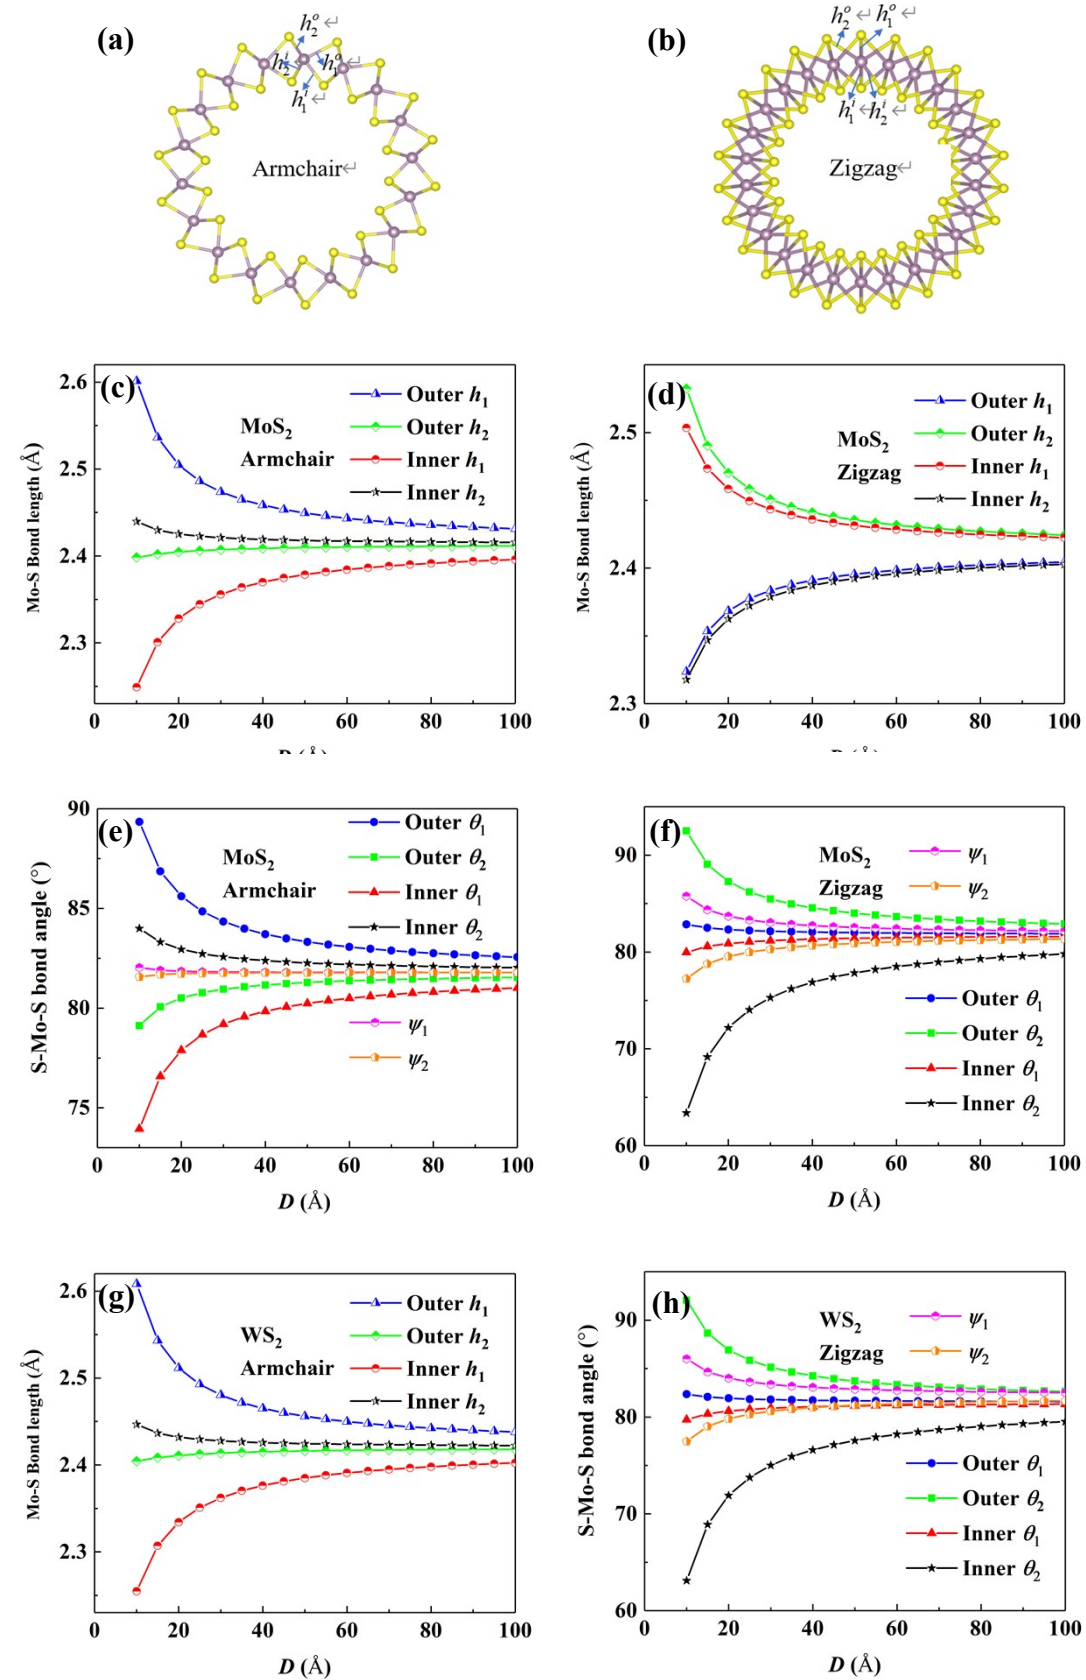 (a)
h₂ᵒ ↵
h₂ⁱ
h₁ᵒ ↵
h₁ⁱ ↵
Armchair↵
(b)
h₂ᵒ ↵ h₁ᵒ ↵
h₁ⁱ ↵ h₂ⁱ ↵
Zigzag↵
(c)
2.6
2.5
2.4
2.3
Mo-S Bond length (Å)
MoS₂
Armchair
Outer h₁
Outer h₂
Inner h₁
Inner h₂
0 20 40 60 80 100
D (Å)
(d)
2.5
2.4
2.3
Mo-S Bond length (Å)
MoS₂
Zigzag
Outer h₁
Outer h₂
Inner h₁
Inner h₂
0 20 40 60 80 100
D (Å)
(e)
90
85
80
75
S-Mo-S bond angle (°)
MoS₂
Armchair
Outer θ₁
Outer θ₂
Inner θ₁
Inner θ₂
ψ₁
ψ₂
0 20 40 60 80 100
D (Å)
(f)
90
80
70
60
MoS₂
Zigzag
ψ₁
ψ₂
Outer θ₁
Outer θ₂
Inner θ₁
Inner θ₂
0 20 40 60 80 100
D (Å)
(g)
2.6
2.5
2.4
2.3
Mo-S Bond length (Å)
WS₂
Armchair
Outer h₁
Outer h₂
Inner h₁
Inner h₂
0 20 40 60 80 100
D (Å)
(h)
90
80
70
60
S-Mo-S bond angle (°)
WS₂
Zigzag
ψ₁
ψ₂
Outer θ₁
Outer θ₂
Inner θ₁
Inner θ₂
0 20 40 60 80 100
D (Å)